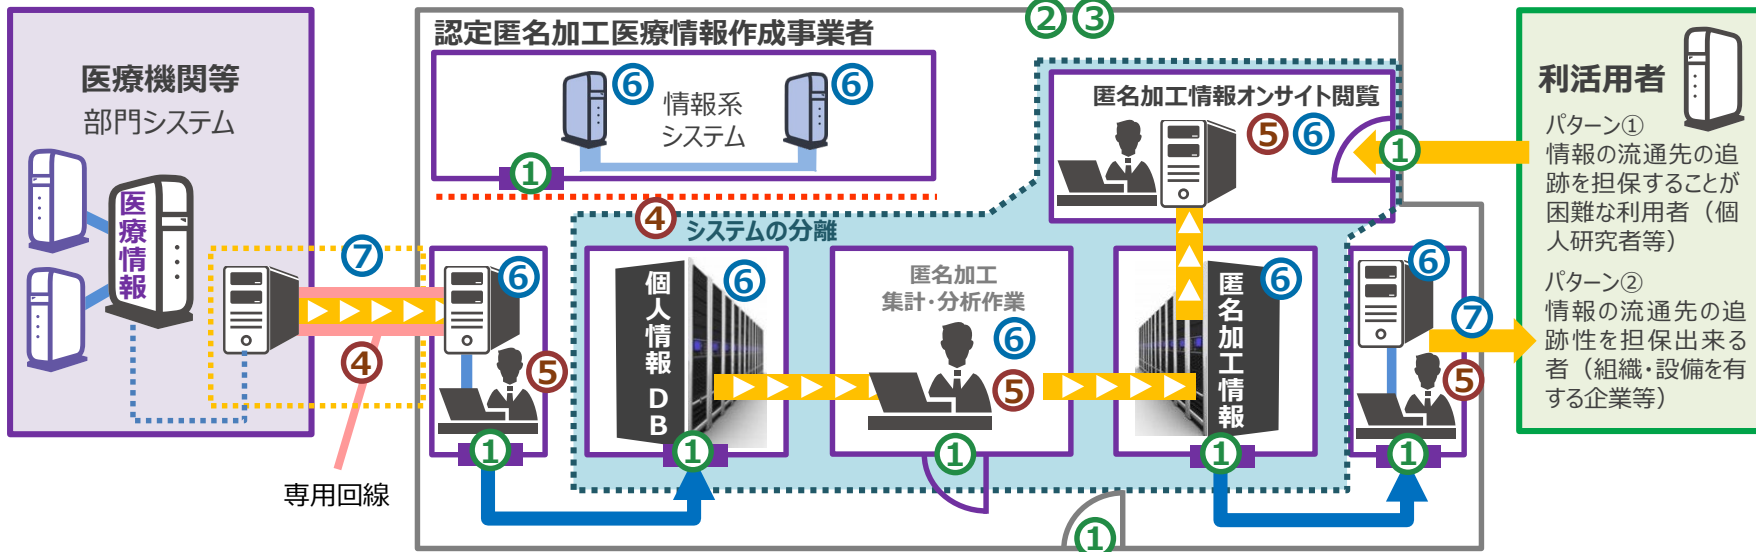 医療機関等
部門システム
医療情報
⑦
④
専用回線
② ③
認定匿名加工医療情報作成事業者
⑥
情報系
システム
⑥
①
④
システムの分離
⑥
⑤
①
個人情報DB
⑥
①
匿名加工
集計・分析作業
⑥
⑤
①
匿名加工情報
⑥
①
匿名加工情報オンサイト閲覧
⑤ ⑥
①
⑥
⑤
①
⑦
①
利活用者
パターン①
情報の流通先の追
跡を担保することが
困難な利用者（個
人研究者等）
パターン②
情報の流通先の追
跡性を担保出来る
者（組織・設備を有
する企業等）